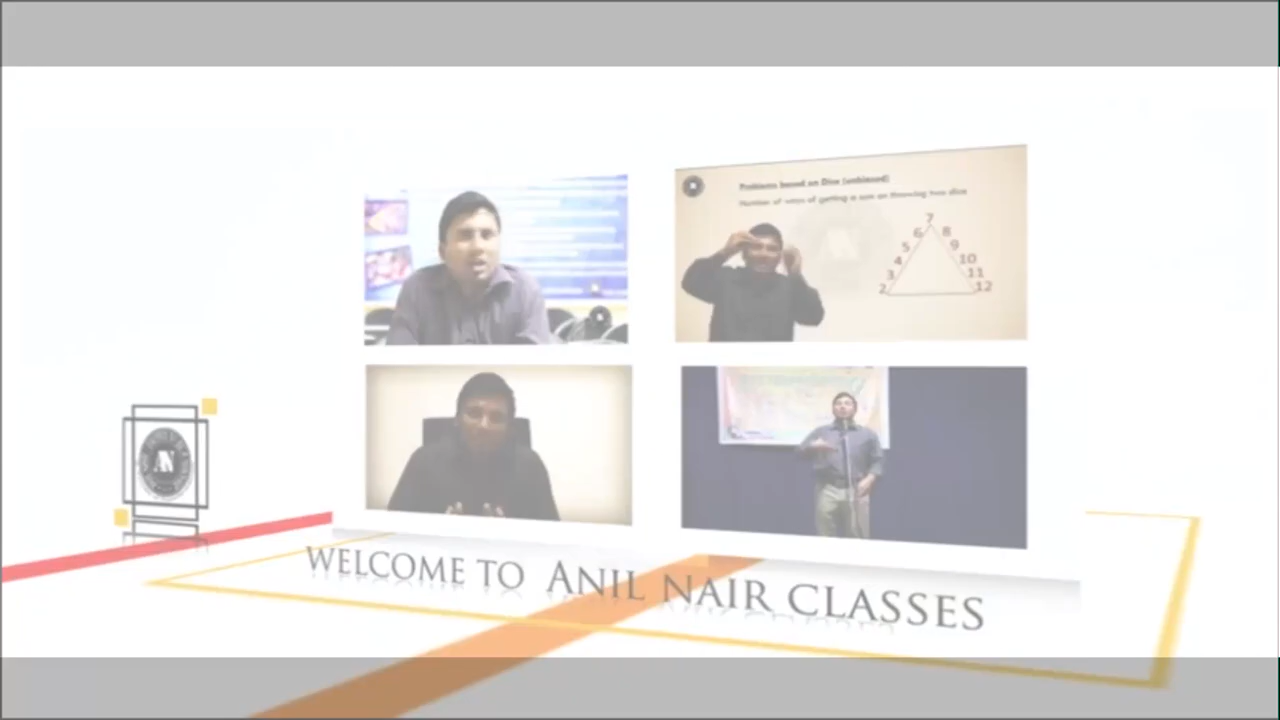 Problems based on Dice (unbiased)
Number of ways of getting a sum on throwing two dice
7
6 8
5 9
4 10
3 11
2 12
AN
WELCOME TO ANIL NAIR CLASSES